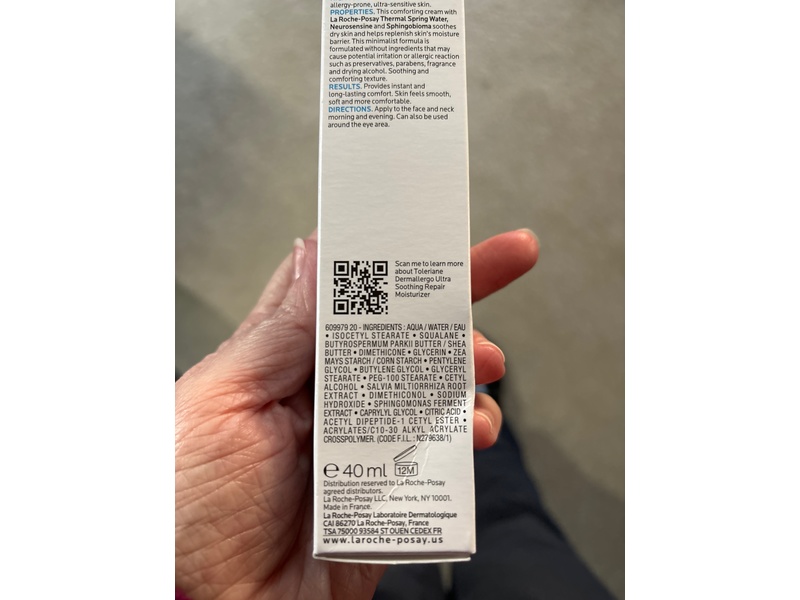 allergy-prone, ultra-sensitive skin.
PROPERTIES. This comforting cream with
La Roche-Posay Thermal Spring Water,
Neurosensine and Sphingobioma soothes
dry skin and helps replenish skin's moisture
barrier. This minimalist formula is
formulated without ingredients that may
cause potential irritation or allergic reaction
such as preservatives, parabens, fragrance
and drying alcohol. Soothing and
comforting texture.
RESULTS. Provides instant and
long-lasting comfort. Skin feels smooth,
soft and more comfortable.
DIRECTIONS. Apply to the face and neck
morning and evening. Can also be used
around the eye area.
Scan me to learn more
about Toleriane
Dermallergo Ultra
Soothing Repair
Moisturizer
609979 20 - INGREDIENTS : AQUA / WATER / EAU
• ISOCETYL STEARATE • SQUALANE •
BUTYROSPERMUM PARKII BUTTER / SHEA
BUTTER • DIMETHICONE • GLYCERIN • ZEA
MAYS STARCH / CORN STARCH • PENTYLENE
GLYCOL • BUTYLENE GLYCOL • GLYCERYL
STEARATE • PEG-100 STEARATE • CETYL
ALCOHOL • SALVIA MILTIORRHIZA ROOT
EXTRACT • DIMETHICONOL • SODIUM
HYDROXIDE • SPHINGOMONAS FERMENT
EXTRACT • CAPRYLYL GLYCOL • CITRIC ACID •
ACETYL DIPEPTIDE-1 CETYL ESTER •
ACRYLATES/C10-30 ALKYL ACRYLATE
CROSSPOLYMER. (CODE F.I.L. : N279638/1)
℮ 40 ml 12M
Distribution reserved to La Roche-Posay
agreed distributors.
La Roche-Posay LLC, New York, NY 10001.
Made in France.
La Roche-Posay Laboratoire Dermatologique
CAI 86270 La Roche-Posay, France
TSA 75000 93584 ST OUEN CEDEX FR
www.laroche-posay.us